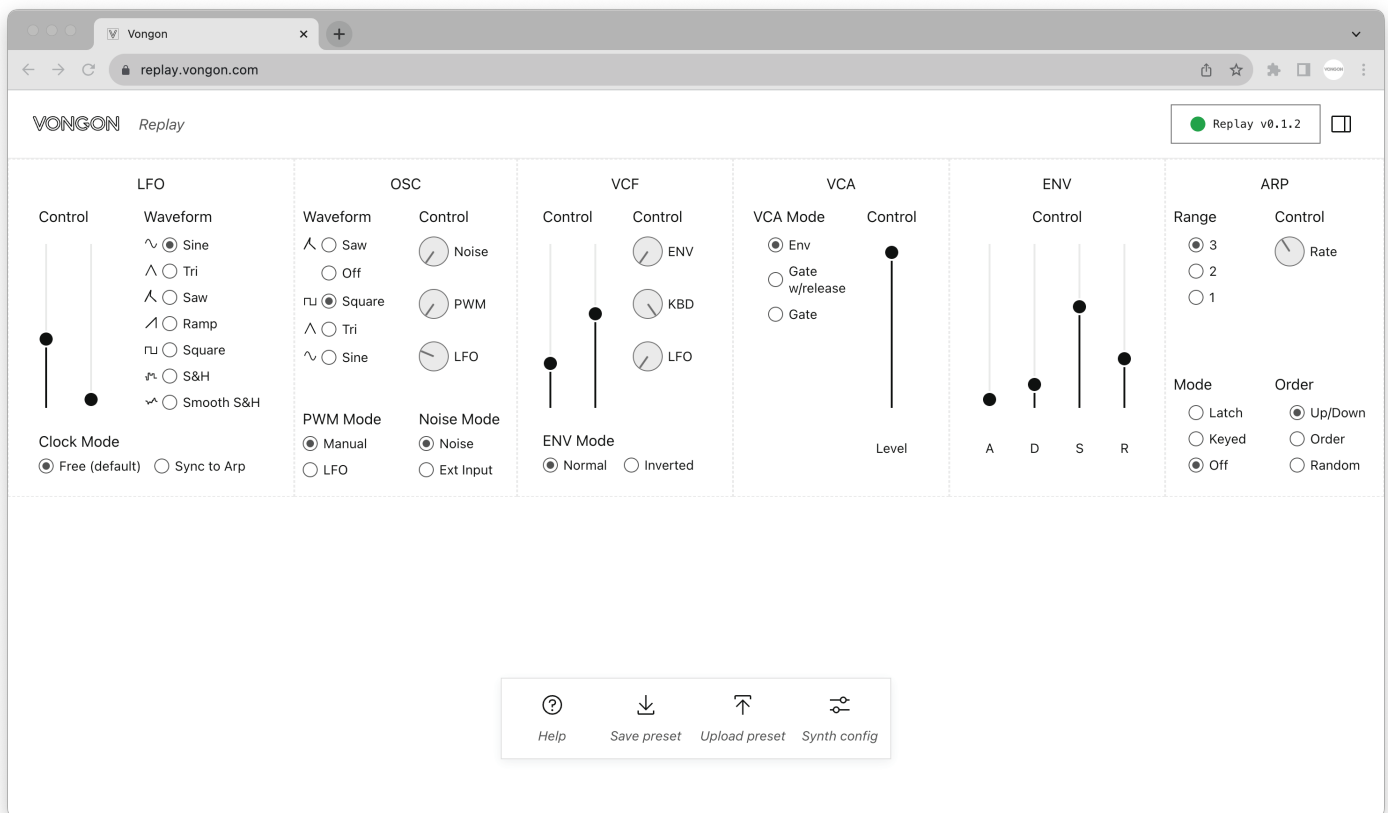 Vongon
replay.vongon.com
VONGON
VONGON Replay
Replay v0.1.2
LFO
Control
Waveform
Sine
Tri
Saw
Ramp
Square
S&H
Smooth S&H
Clock Mode
Free (default)
Sync to Arp
OSC
Waveform
Saw
Off
Square
Tri
Sine
Control
Noise
PWM
LFO
PWM Mode
Manual
LFO
Noise Mode
Noise
Ext Input
VCF
Control
Control
ENV
KBD
LFO
ENV Mode
Normal
Inverted
VCA
VCA Mode
Env
Gate
w/release
Gate
Control
Level
ENV
Control
A D S R
ARP
Range
3
2
1
Control
Rate
Mode
Latch
Keyed
Off
Order
Up/Down
Order
Random
Help
Save preset
Upload preset
Synth config